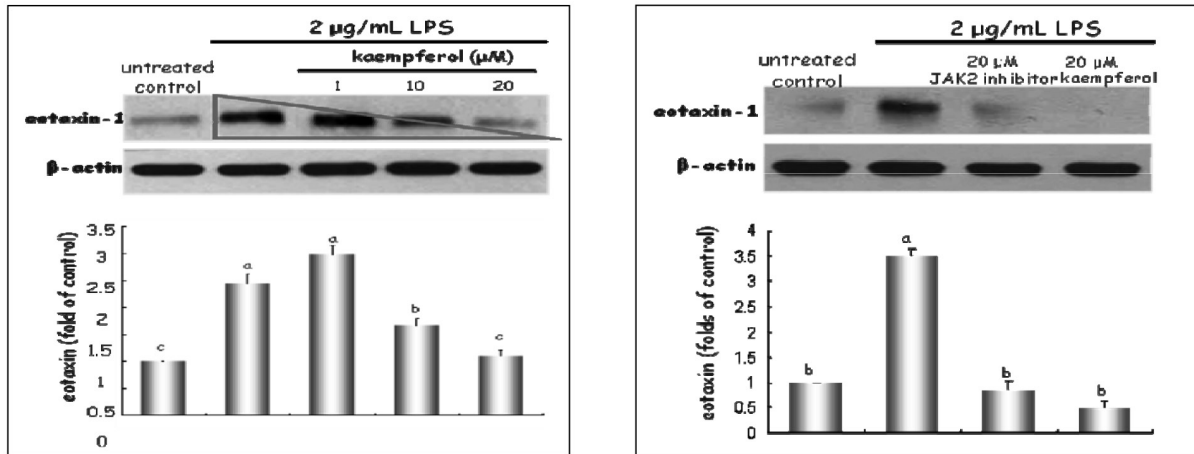 2 µg/mL LPS
kaempferol (µM)
untreated
control
1 10 20
eotaxin-1
β-actin
eotaxin (fold of control)
3.5
3
2.5
2
1.5
1
0.5
0
c a a b c
2 µg/mL LPS
untreated
control
20 µM
JAK2 inhibitor
20 µM
kaempferol
eotaxin-1
β-actin
eotaxin (folds of control)
4
3.5
3
2.5
2
1.5
1
0.5
0
b a b b